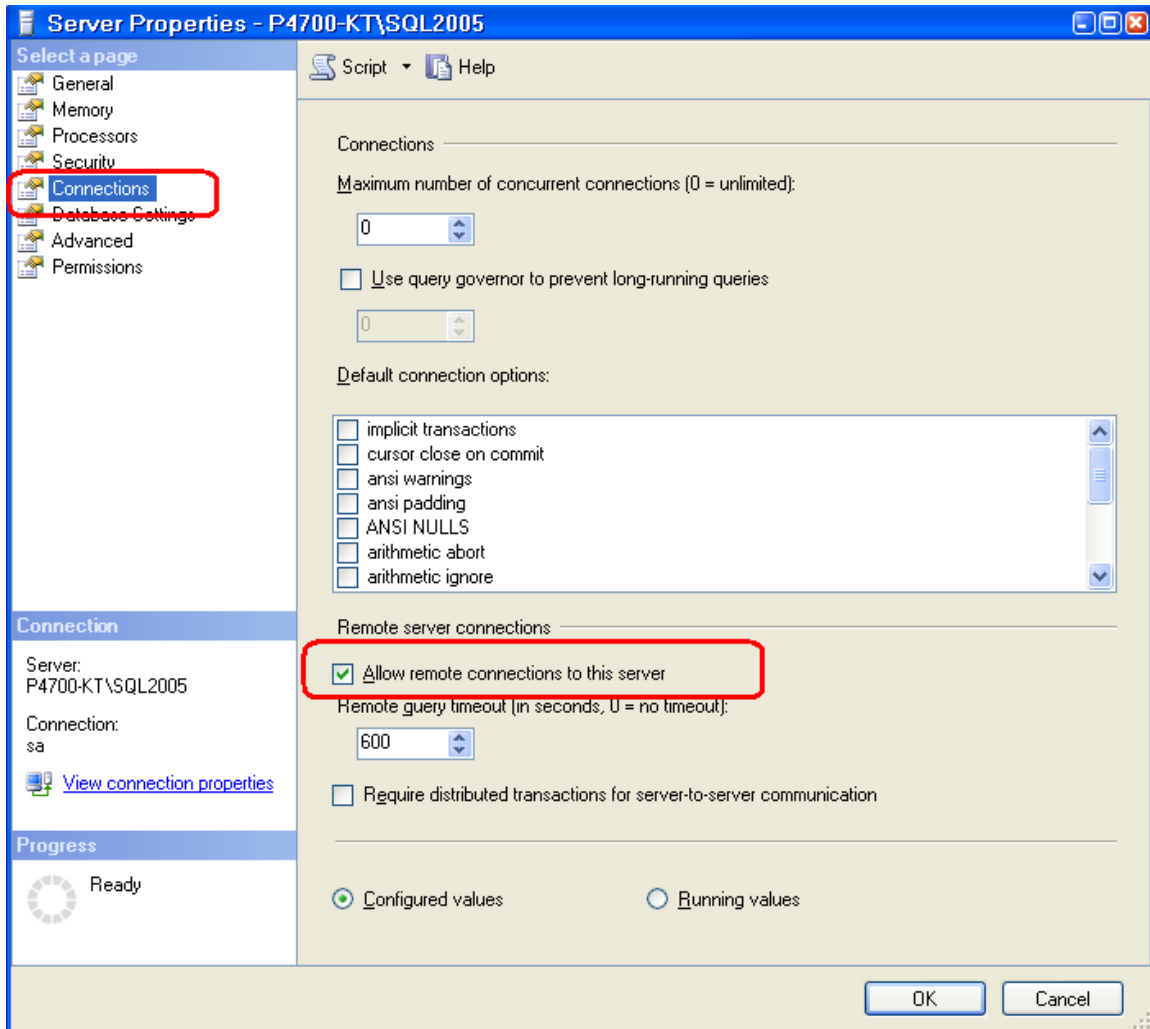 Server Properties - P4700-KT\SQL2005
Select a page
General
Memory
Processors
Security
Connections
Database Settings
Advanced
Permissions
Script
Help
Connections
Maximum number of concurrent connections (0 = unlimited):
0
Use query governor to prevent long-running queries
0
Default connection options:
implicit transactions
cursor close on commit
ansi warnings
ansi padding
ANSI NULLS
arithmetic abort
arithmetic ignore
Remote server connections
Allow remote connections to this server
Remote query timeout (in seconds, 0 = no timeout):
600
Require distributed transactions for server-to-server communication
Configured values
Running values
Connection
Server:
P4700-KT\SQL2005
Connection:
sa
View connection properties
Progress
Ready
OK
Cancel